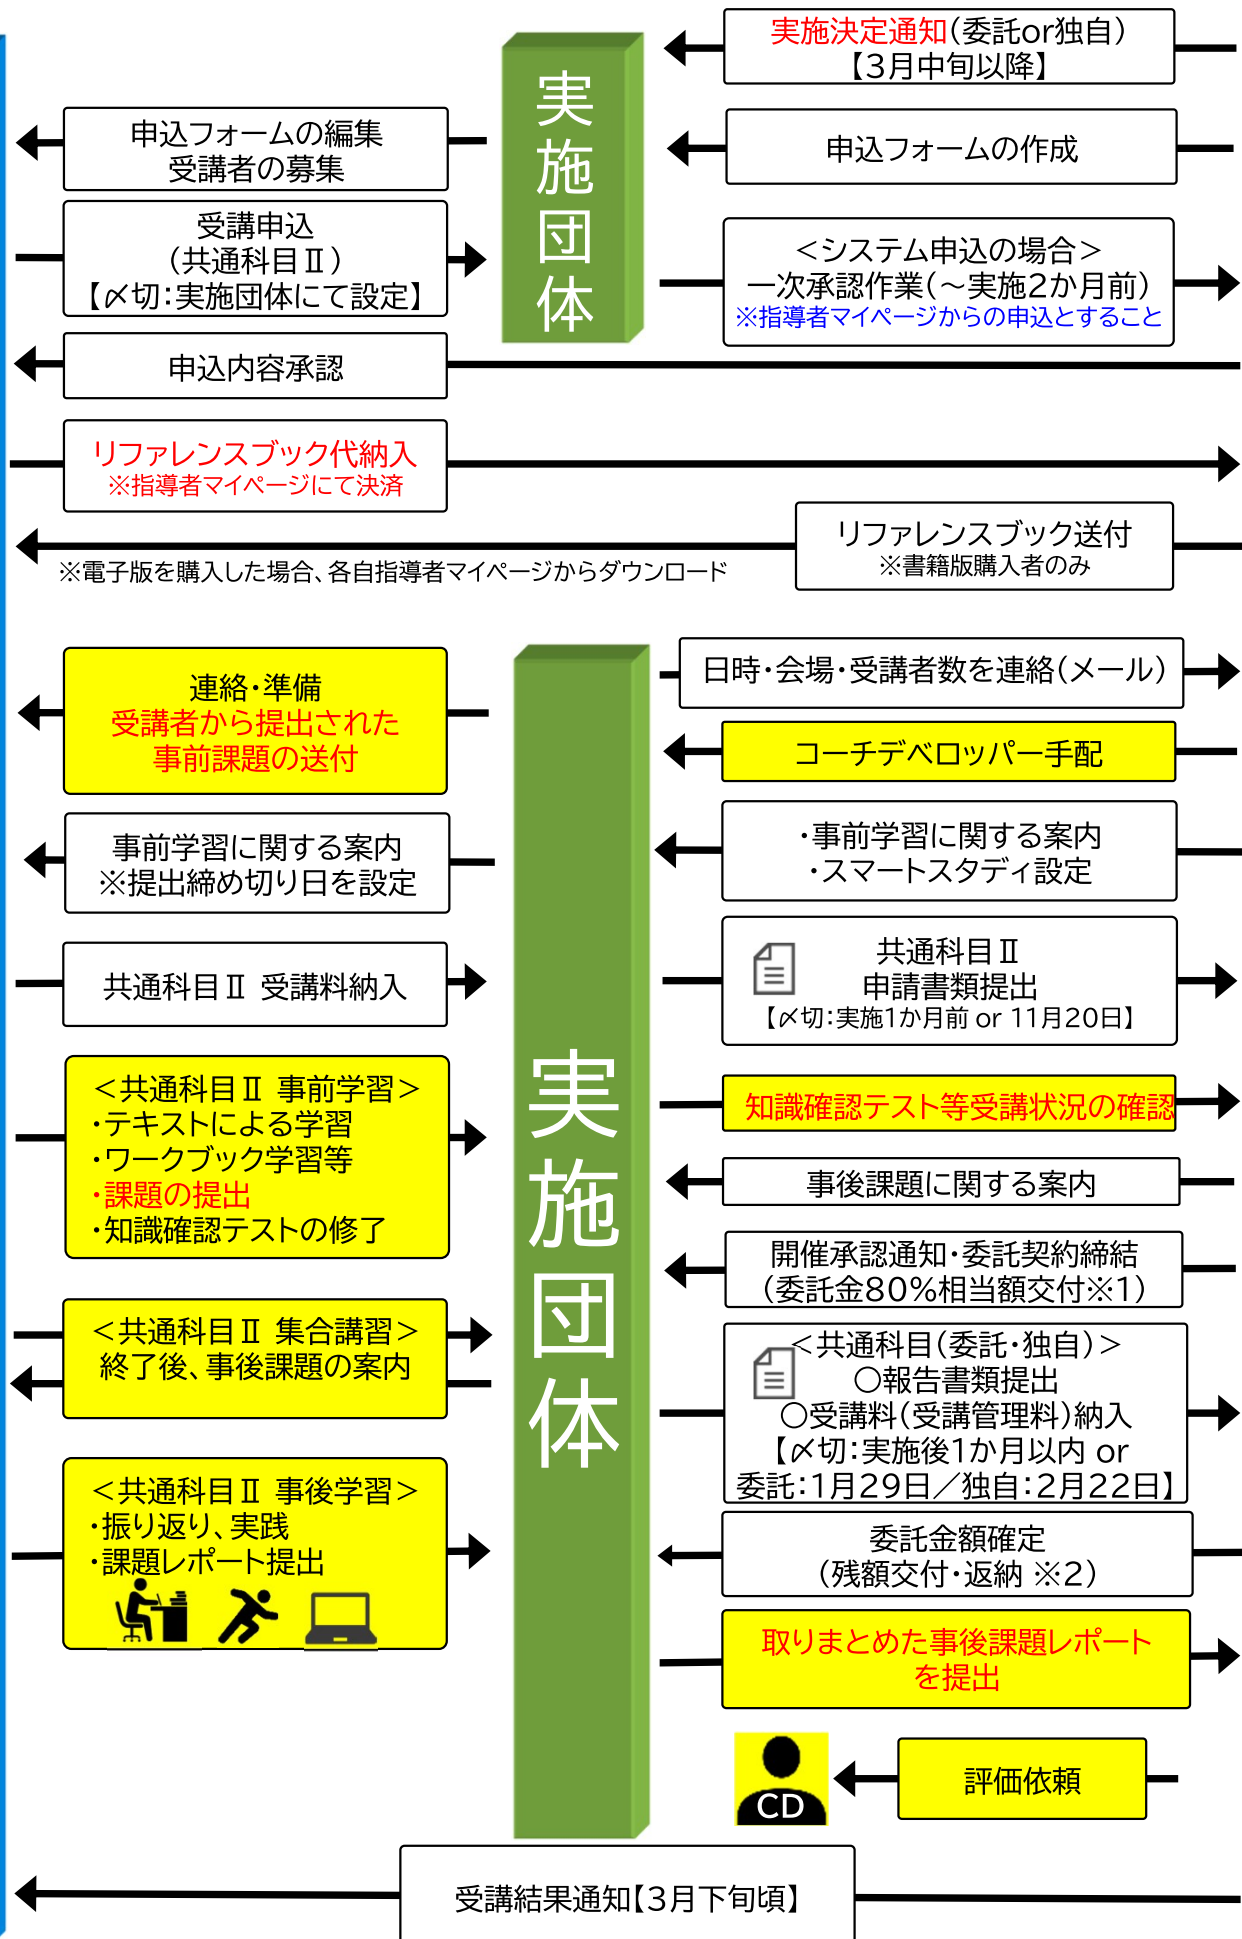 実施決定通知(委託or独自)
【3月中旬以降】
実施団体
申込フォームの編集
受講者の募集
申込フォームの作成
受講申込
(共通科目Ⅱ)
【〆切:実施団体にて設定】
<システム申込の場合>
一次承認作業(~実施2か月前)
※指導者マイページからの申込とすること
申込内容承認
リファレンスブック代納入
※指導者マイページにて決済
リファレンスブック送付
※書籍版購入者のみ
※電子版を購入した場合、各自指導者マイページからダウンロード
日時・会場・受講者数を連絡(メール)
連絡・準備
受講者から提出された
事前課題の送付
コーチデベロッパー手配
事前学習に関する案内
※提出締め切り日を設定
・事前学習に関する案内
・スマートスタディ設定
共通科目Ⅱ 受講料納入
共通科目Ⅱ
申請書類提出
【〆切:実施1か月前 or 11月20日】
実施団体
<共通科目Ⅱ 事前学習>
・テキストによる学習
・ワークブック学習等
・課題の提出
・知識確認テストの修了
知識確認テスト等受講状況の確認
事後課題に関する案内
開催承認通知・委託契約締結
(委託金80%相当額交付※1)
<共通科目Ⅱ 集合講習>
終了後、事後課題の案内
<共通科目(委託・独自)>
○報告書類提出
○受講料(受講管理料)納入
【〆切:実施後1か月以内 or
委託:1月29日/独自:2月22日】
<共通科目Ⅱ 事後学習>
・振り返り、実践
・課題レポート提出
委託金額確定
(残額交付・返納 ※2)
取りまとめた事後課題レポート
を提出
評価依頼
CD
受講結果通知【3月下旬頃】